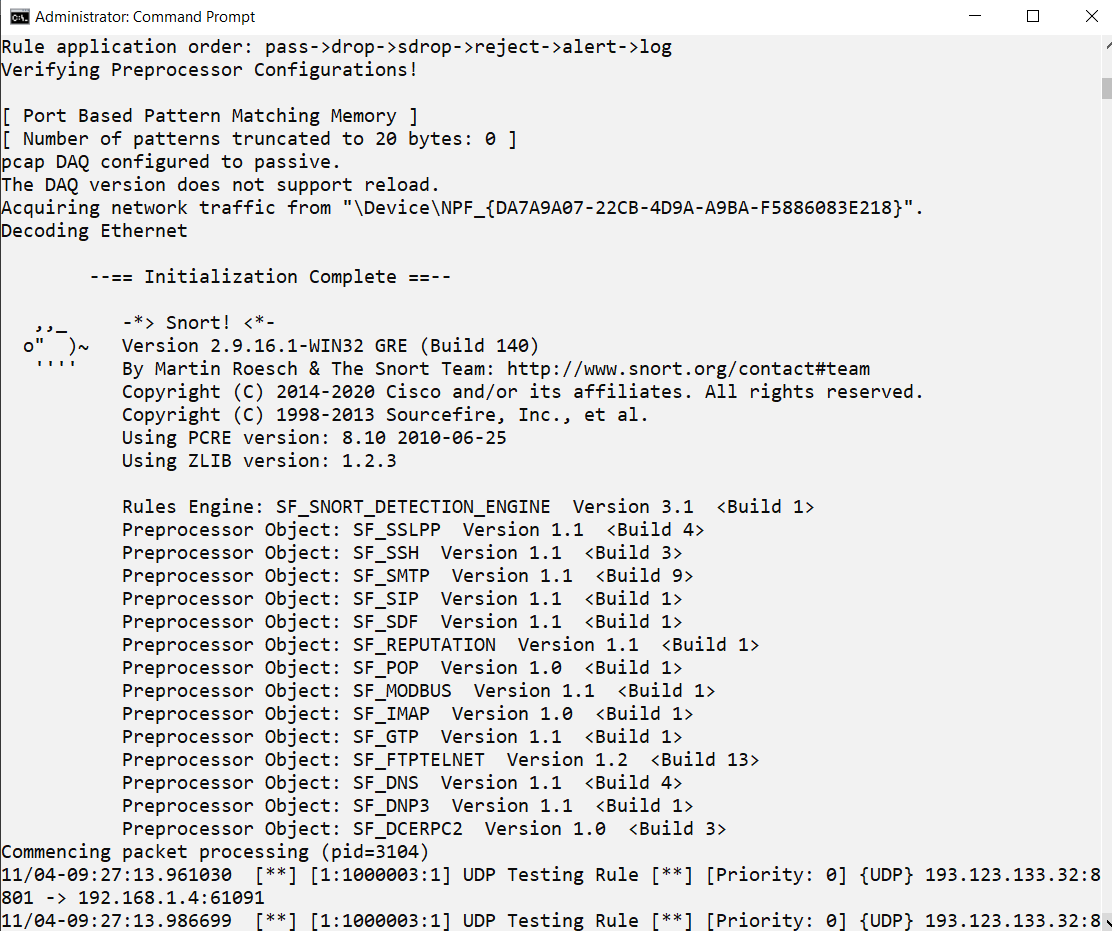 Administrator: Command Prompt
Rule application order: pass->drop->sdrop->reject->alert->log
Verifying Preprocessor Configurations!
[ Port Based Pattern Matching Memory ]
[ Number of patterns truncated to 20 bytes: 0 ]
pcap DAQ configured to passive.
The DAQ version does not support reload.
Acquiring network traffic from "\Device\NPF_{DA7A9A07-22CB-4D9A-A9BA-F5886083E218}".
Decoding Ethernet
--== Initialization Complete ==--
,,_ -*> Snort! <*-
o" )~ Version 2.9.16.1-WIN32 GRE (Build 140)
'''' By Martin Roesch & The Snort Team: http://www.snort.org/contact#team
Copyright (C) 2014-2020 Cisco and/or its affiliates. All rights reserved.
Copyright (C) 1998-2013 Sourcefire, Inc., et al.
Using PCRE version: 8.10 2010-06-25
Using ZLIB version: 1.2.3
Rules Engine: SF_SNORT_DETECTION_ENGINE Version 3.1 <Build 1>
Preprocessor Object: SF_SSLPP Version 1.1 <Build 4>
Preprocessor Object: SF_SSH Version 1.1 <Build 3>
Preprocessor Object: SF_SMTP Version 1.1 <Build 9>
Preprocessor Object: SF_SIP Version 1.1 <Build 1>
Preprocessor Object: SF_SDF Version 1.1 <Build 1>
Preprocessor Object: SF_REPUTATION Version 1.1 <Build 1>
Preprocessor Object: SF_POP Version 1.0 <Build 1>
Preprocessor Object: SF_MODBUS Version 1.1 <Build 1>
Preprocessor Object: SF_IMAP Version 1.0 <Build 1>
Preprocessor Object: SF_GTP Version 1.1 <Build 1>
Preprocessor Object: SF_FTPTELNET Version 1.2 <Build 13>
Preprocessor Object: SF_DNS Version 1.1 <Build 4>
Preprocessor Object: SF_DNP3 Version 1.1 <Build 1>
Preprocessor Object: SF_DCERPC2 Version 1.0 <Build 3>
Commencing packet processing (pid=3104)
11/04-09:27:13.961030 [**] [1:1000003:1] UDP Testing Rule [**] [Priority: 0] {UDP} 193.123.133.32:8
801 -> 192.168.1.4:61091
11/04-09:27:13.986699 [**] [1:1000003:1] UDP Testing Rule [**] [Priority: 0] {UDP} 193.123.133.32:8